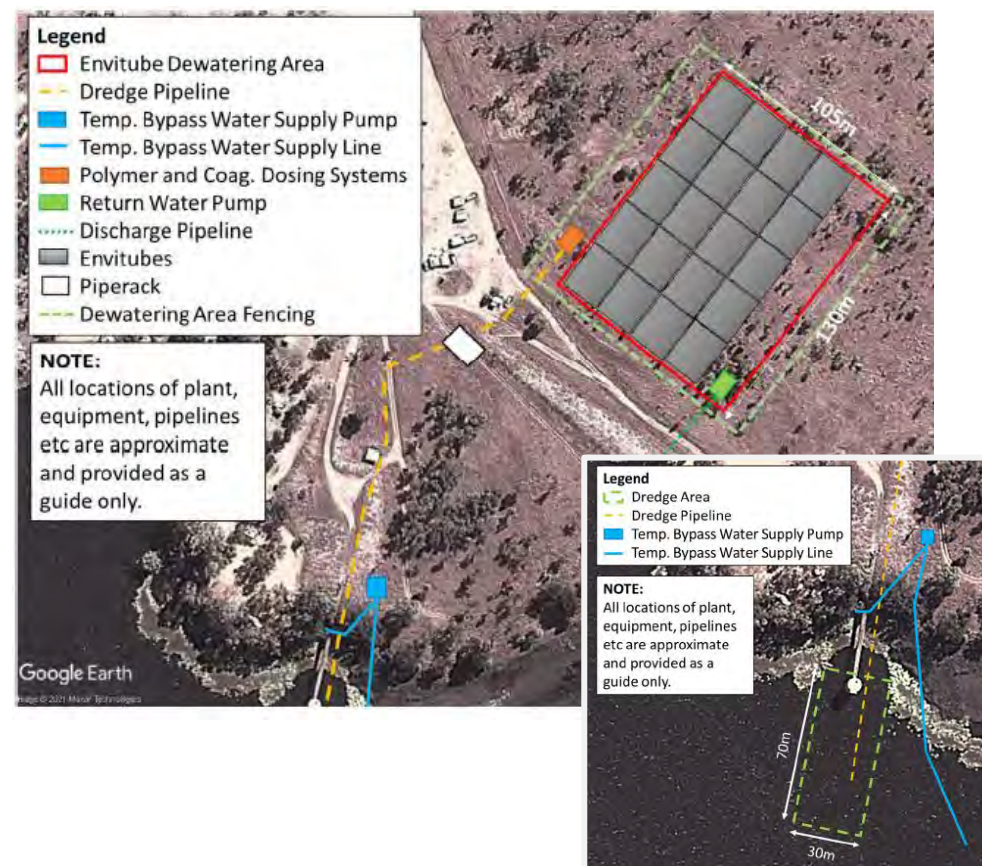 Legend
Envitube Dewatering Area
Dredge Pipeline
Temp. Bypass Water Supply Pump
Temp. Bypass Water Supply Line
Polymer and Coag. Dosing Systems
Return Water Pump
Discharge Pipeline
Envitubes
Piperack
Dewatering Area Fencing
NOTE:
All locations of plant,
equipment, pipelines
etc are approximate
and provided as a
guide only.
105m
130m
Google Earth
Image © 2021 Maxar Technologies
Legend
Dredge Area
Dredge Pipeline
Temp. Bypass Water Supply Pump
Temp. Bypass Water Supply Line
NOTE:
All locations of plant,
equipment, pipelines
etc are approximate
and provided as a
guide only.
70m
30m